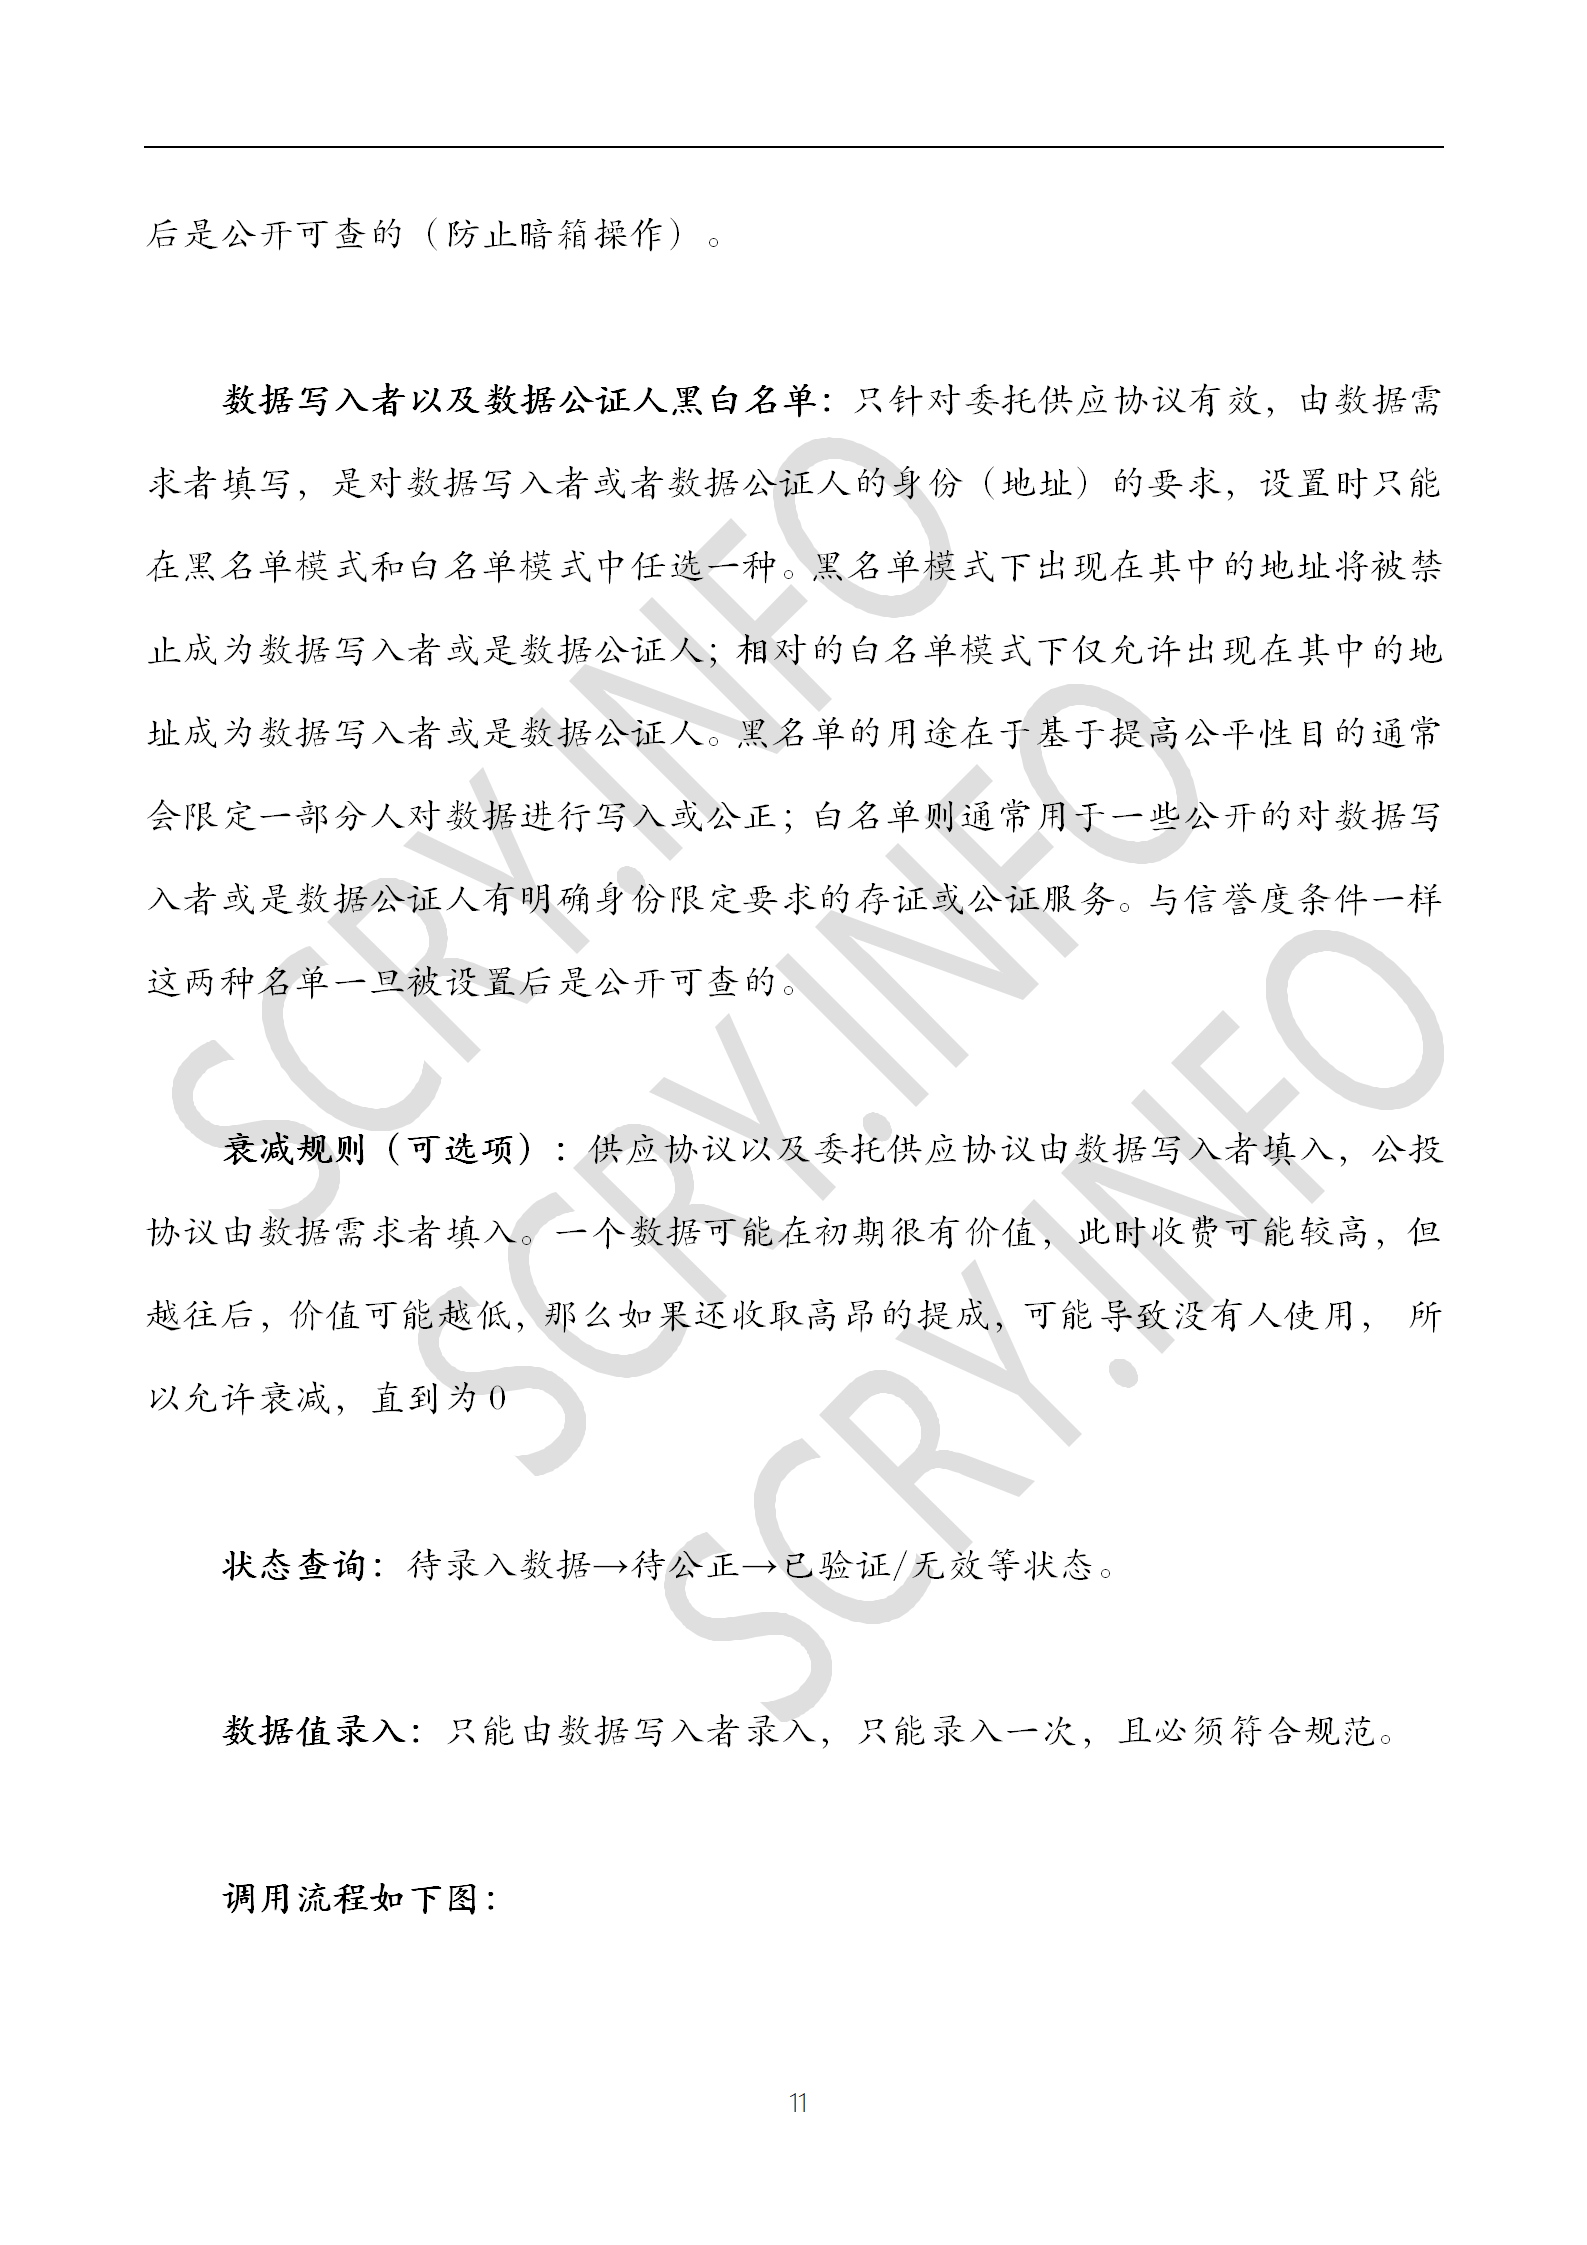 后是公开可查的（防止暗箱操作）。
数据写入者以及数据公证人黑白名单：只针对委托供应协议有效，由数据需
求者填写，是对数据写入者或者数据公证人的身份（地址）的要求，设置时只能
在黑名单模式和白名单模式中任选一种。黑名单模式下出现在其中的地址将被禁
止成为数据写入者或是数据公证人；相对的白名单模式下仅允许出现在其中的地
址成为数据写入者或是数据公证人。黑名单的用途在于基于提高公平性目的通常
会限定一部分人对数据进行写入或公正；白名单则通常用于一些公开的对数据写
入者或是数据公证人有明确身份限定要求的存证或公证服务。与信誉度条件一样
这两种名单一旦被设置后是公开可查的。
衰减规则（可选项）：供应协议以及委托供应协议由数据写入者填入，公投
协议由数据需求者填入。一个数据可能在初期很有价值，此时收费可能较高，但
越往后，价值可能越低，那么如果还收取高昂的提成，可能导致没有人使用， 所
以允许衰减，直到为 0
状态查询：待录入数据→待公正→已验证/无效等状态。
数据值录入：只能由数据写入者录入，只能录入一次，且必须符合规范。
调用流程如下图：
11
SCRY.INFO
SCRY.INFO
SCRY.INFO